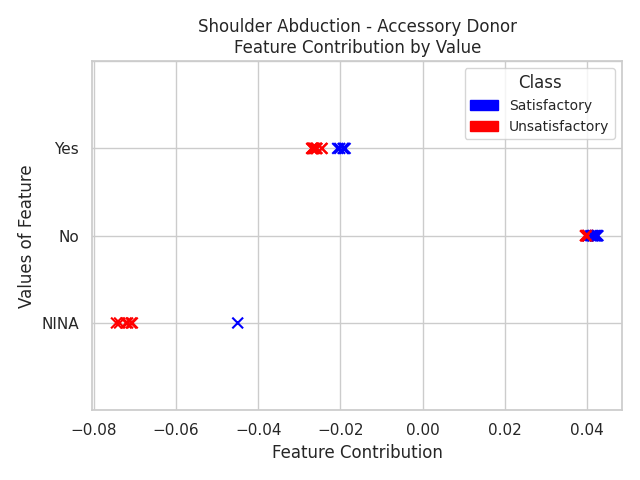 Shoulder Abduction - Accessory Donor
Feature Contribution by Value
Class
Satisfactory
Unsatisfactory
Values of Feature
Yes
No
NINA
−0.08
−0.06
−0.04
−0.02
0.00
0.02
0.04
Feature Contribution